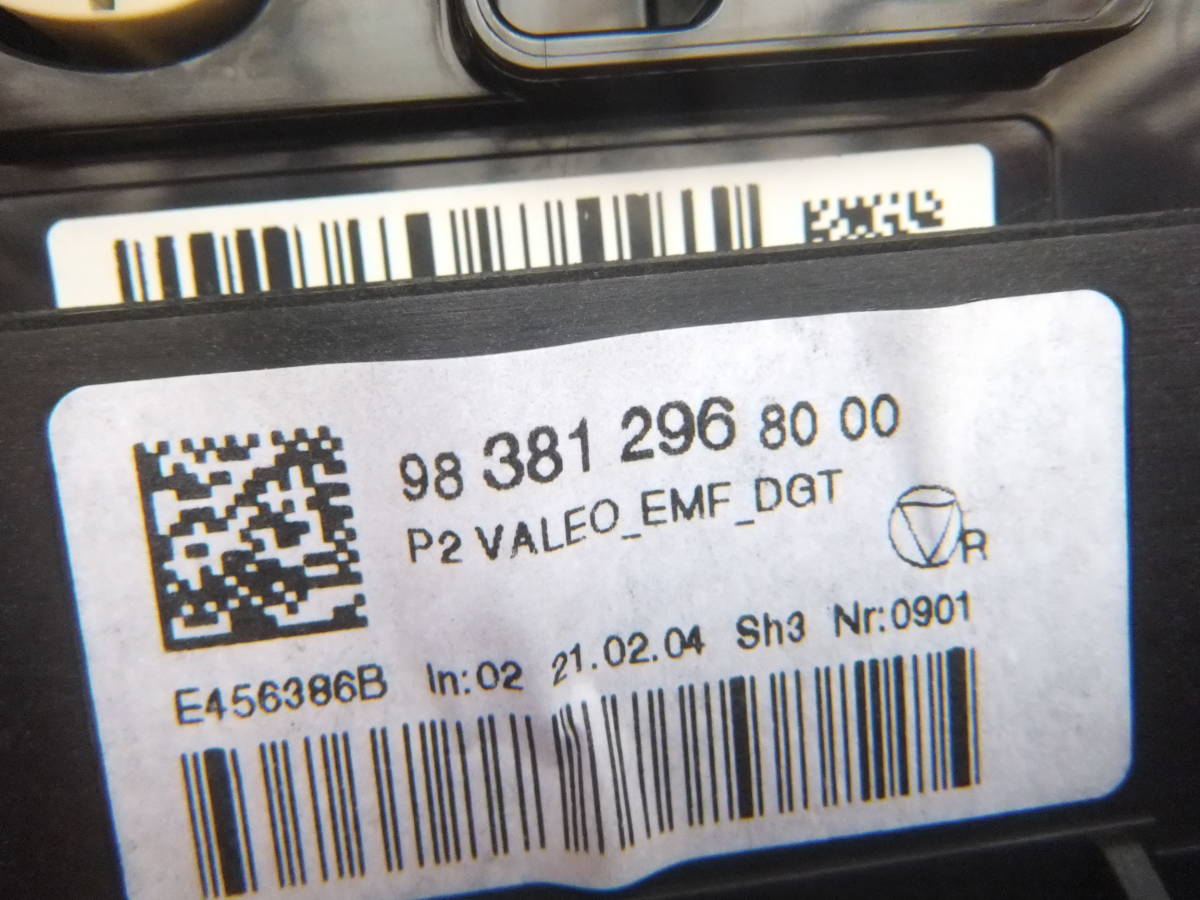 98 381 296 80 00
P2 VALEO_EMF_DGT
R
E456386B In:02 21.02.04 Sh3 Nr:0901